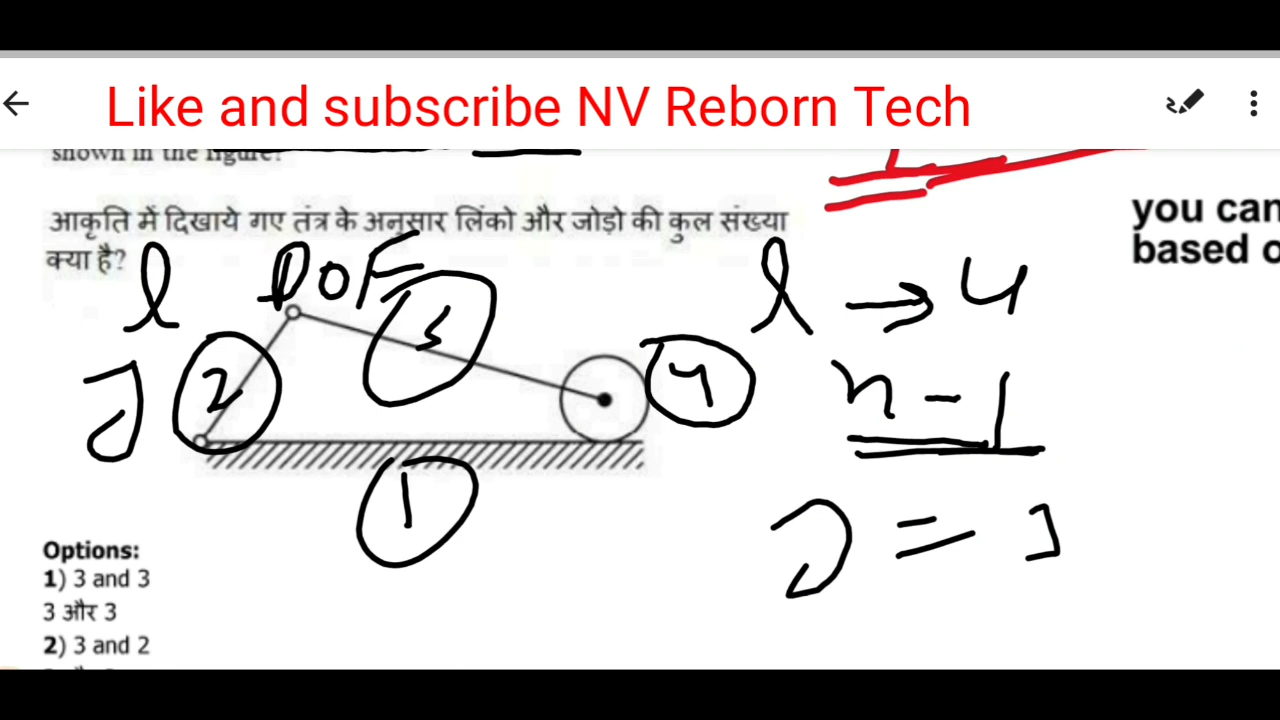 Like and subscribe NV Reborn Tech
shown in the figure?
आकृति में दिखाये गए तंत्र के अनुसार लिंको और जोड़ो की कुल संख्या
क्या है?
you can
based o
l DOF
J 2 3 4
1
l → 4
n - 1
J =
Options:
1) 3 and 3
3 और 3
2) 3 and 2